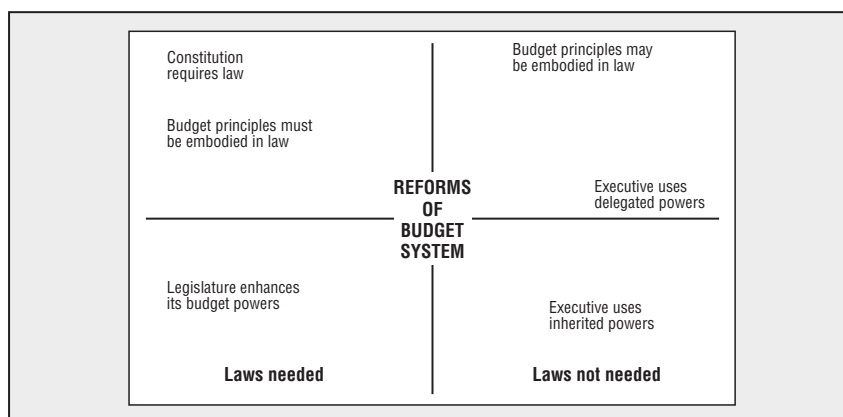 Constitution
requires law
Budget principles may
be embodied in law
Budget principles must
be embodied in law
REFORMS
OF
BUDGET
SYSTEM
Executive uses
delegated powers
Legislature enhances
its budget powers
Executive uses
inherited powers
Laws needed
Laws not needed